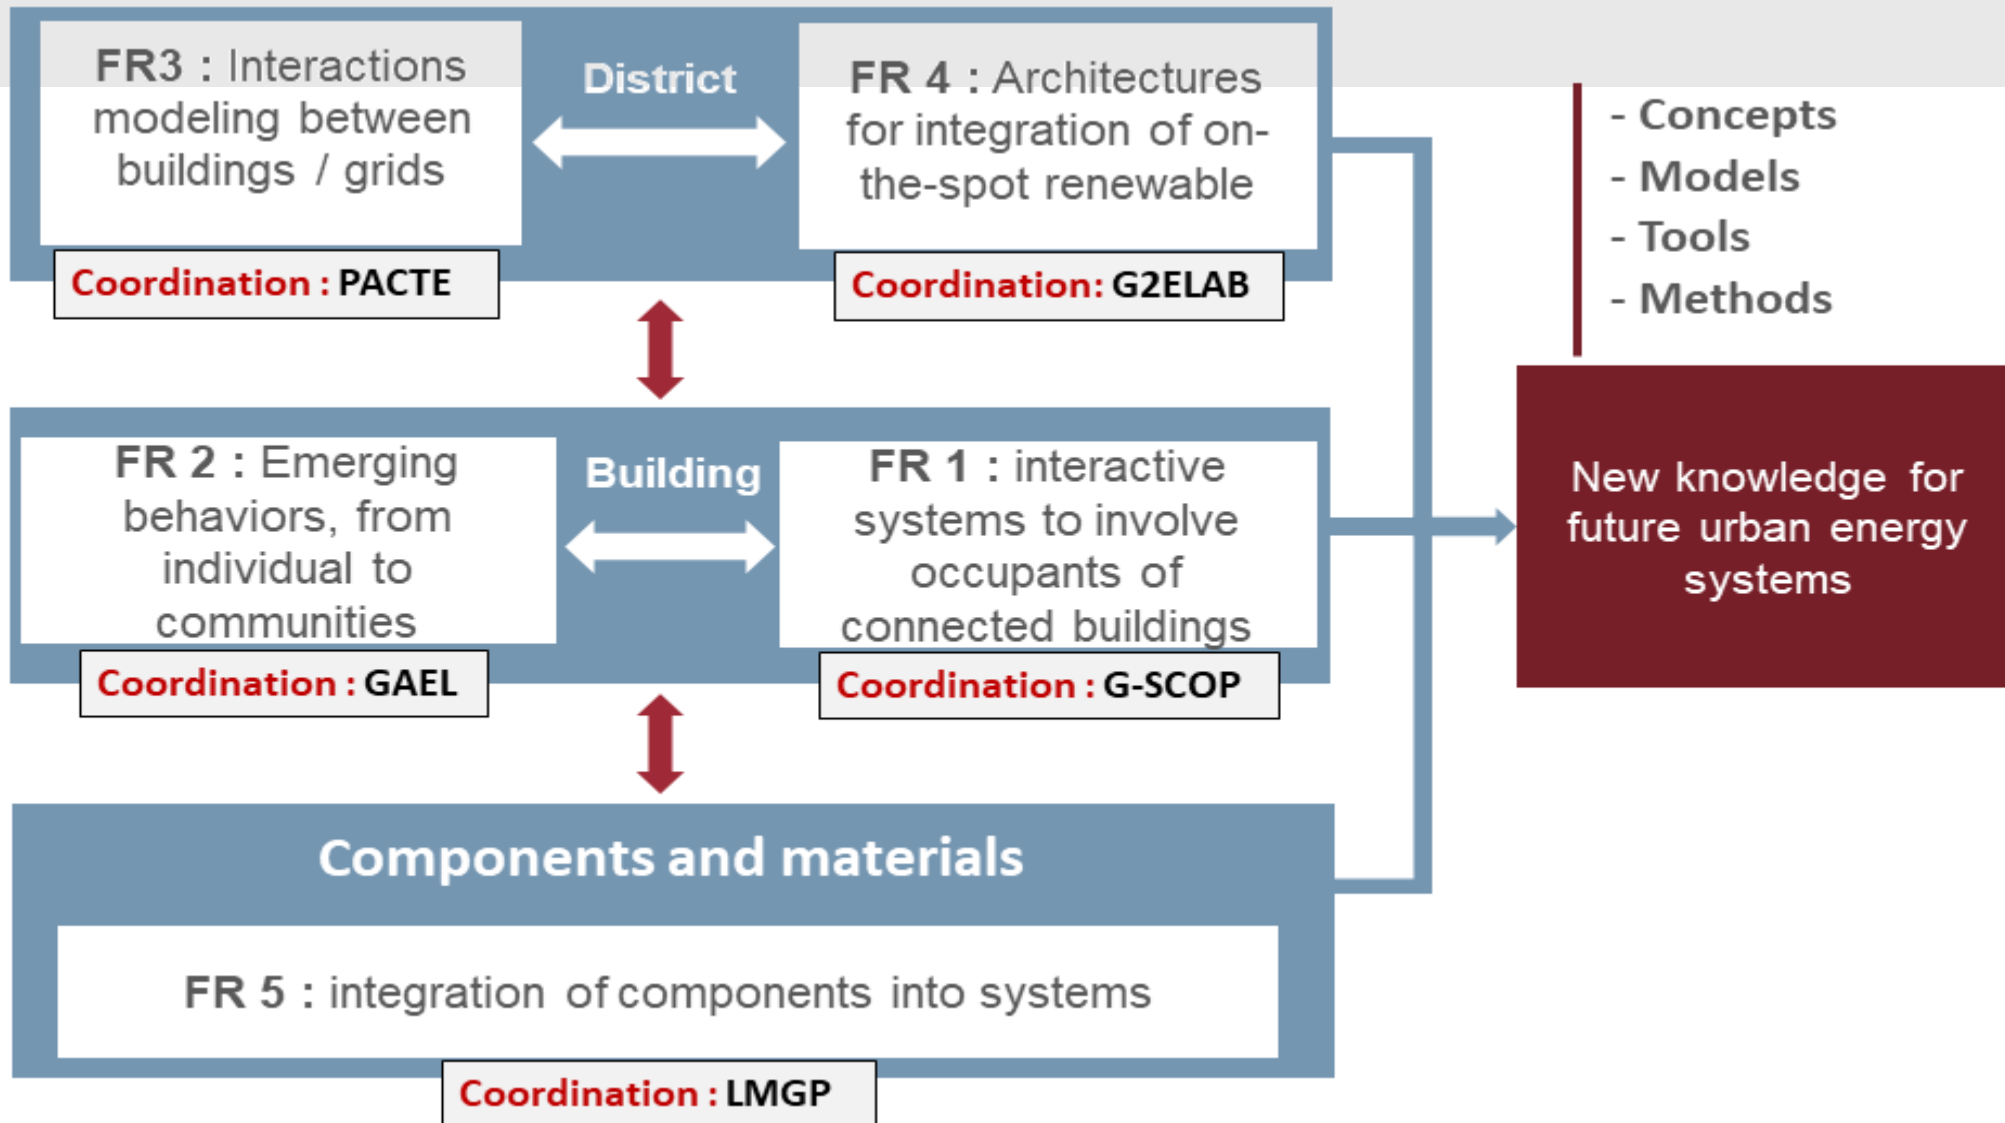 FR3 : Interactions
modeling between
buildings / grids
Coordination : PACTE
District
FR 4 : Architectures
for integration of on-
the-spot renewable
Coordination: G2ELAB
FR 2 : Emerging
behaviors, from
individual to
communities
Coordination : GAEL
Building
FR 1 : interactive
systems to involve
occupants of
connected buildings
Coordination : G-SCOP
Components and materials
FR 5 : integration of components into systems
Coordination : LMGP
- Concepts
- Models
- Tools
- Methods
New knowledge for
future urban energy
systems